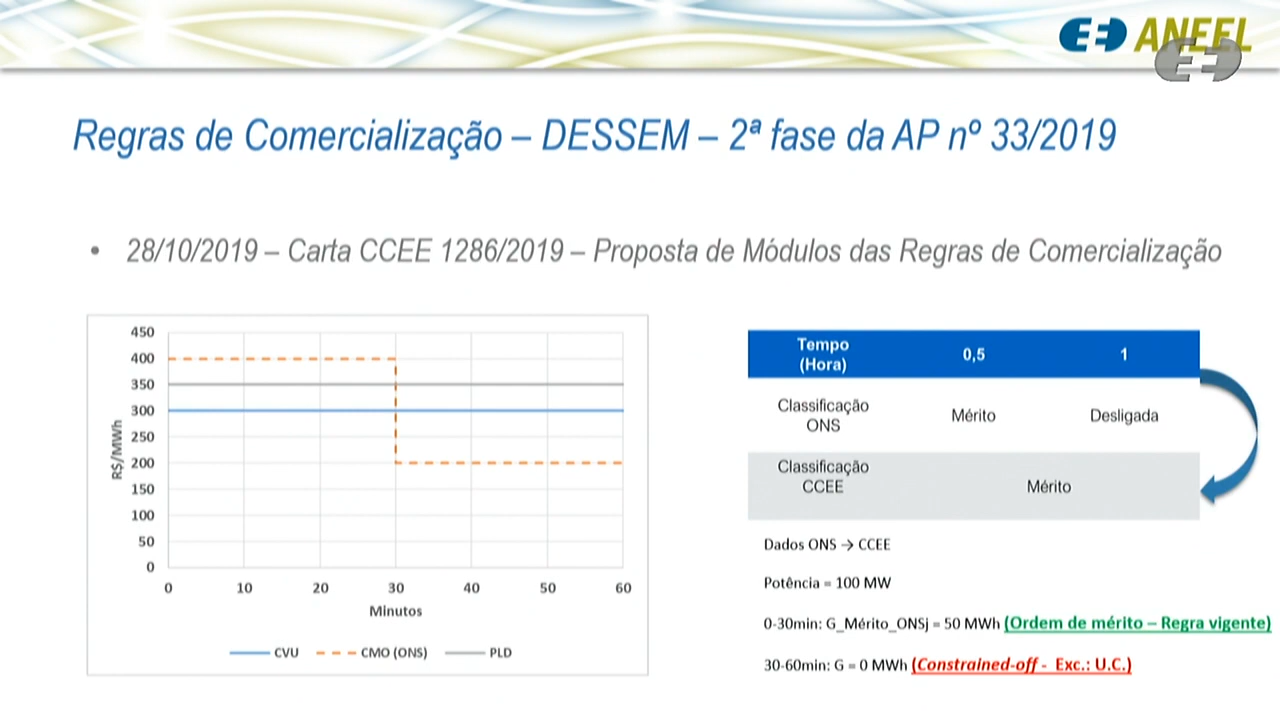 ANEEL
Regras de Comercialização – DESSEM – 2ª fase da AP nº 33/2019
• 28/10/2019 – Carta CCEE 1286/2019 – Proposta de Módulos das Regras de Comercialização
450
400
350
300
250
200
150
100
50
0
R$/MWh
0 10 20 30 40 50 60
Minutos
CVU CMO (ONS) PLD
Tempo
(Hora) 0,5 1
Classificação
ONS Mérito Desligada
Classificação
CCEE Mérito
Dados ONS → CCEE
Potência = 100 MW
0-30min: G_Mérito_ONSj = 50 MWh (Ordem de mérito – Regra vigente)
30-60min: G = 0 MWh (Constrained-off - Exc.: U.C.)